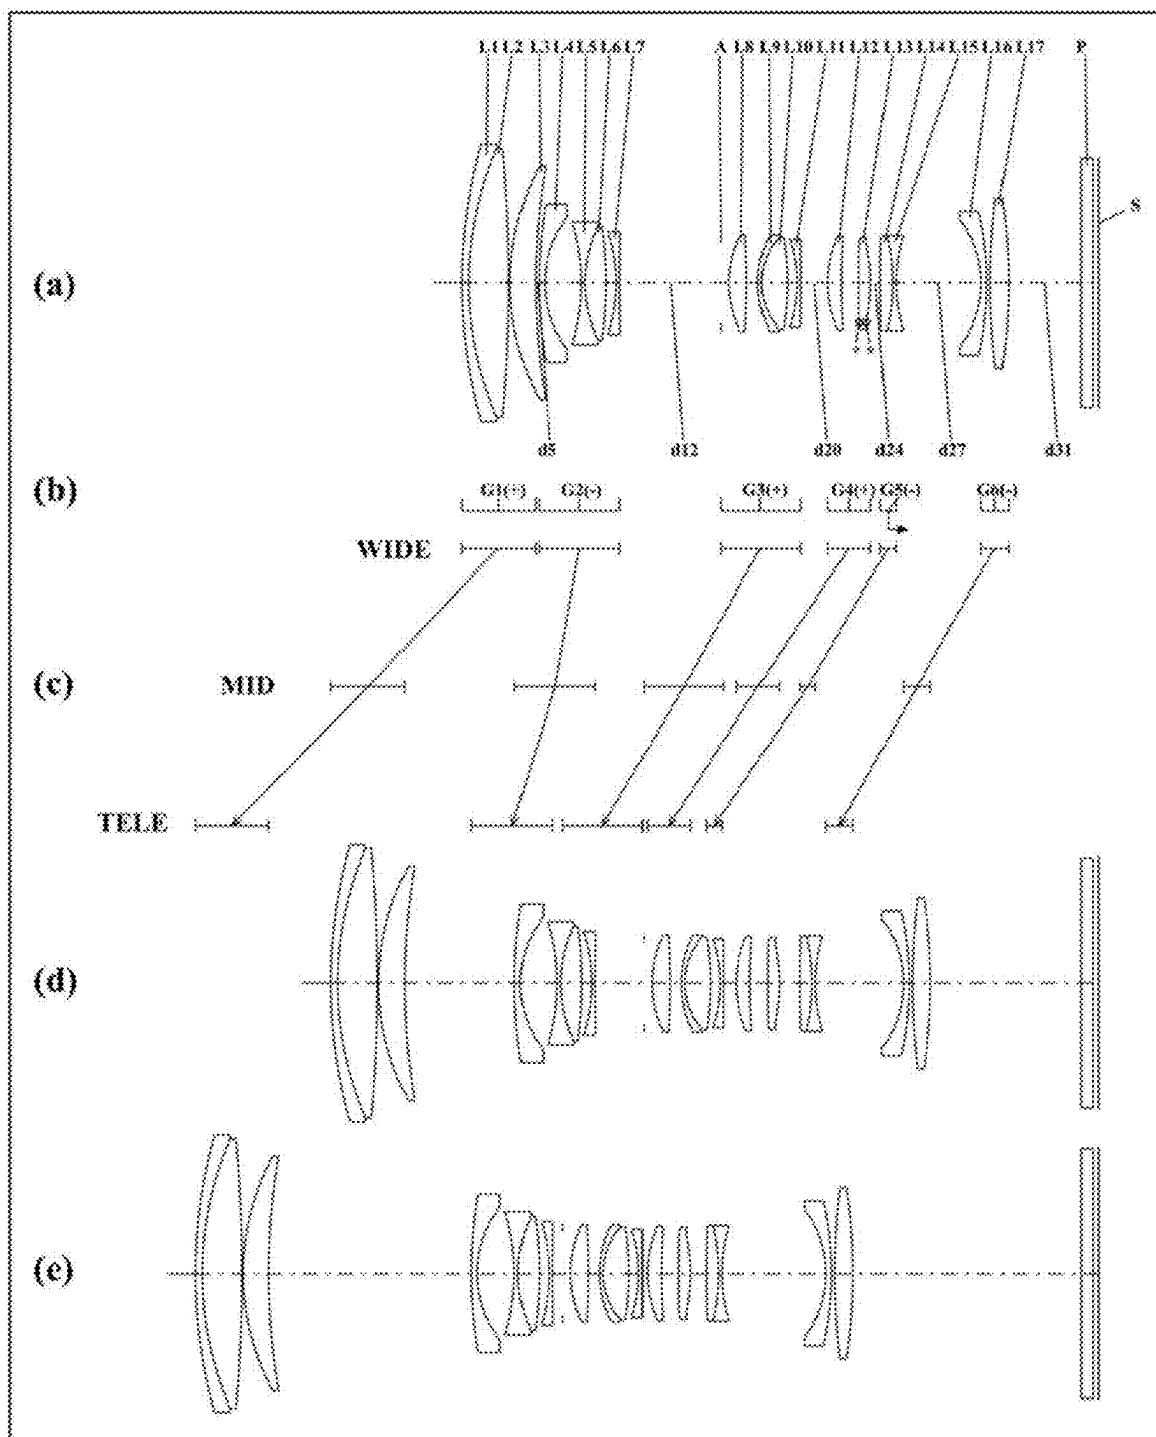 L1 L2 L3 L4 L5 L6 L7 A L8 L9 L10 L11 L12 L13 L14 L15 L16 L17 P
S
(a)
d5 d12 d20 d24 d27 d31
(b)
G1(+) G2(-) G3(+) G4(+) G5(-) G6(-)
WIDE
(c)
MID
TELE
(d)
(e)